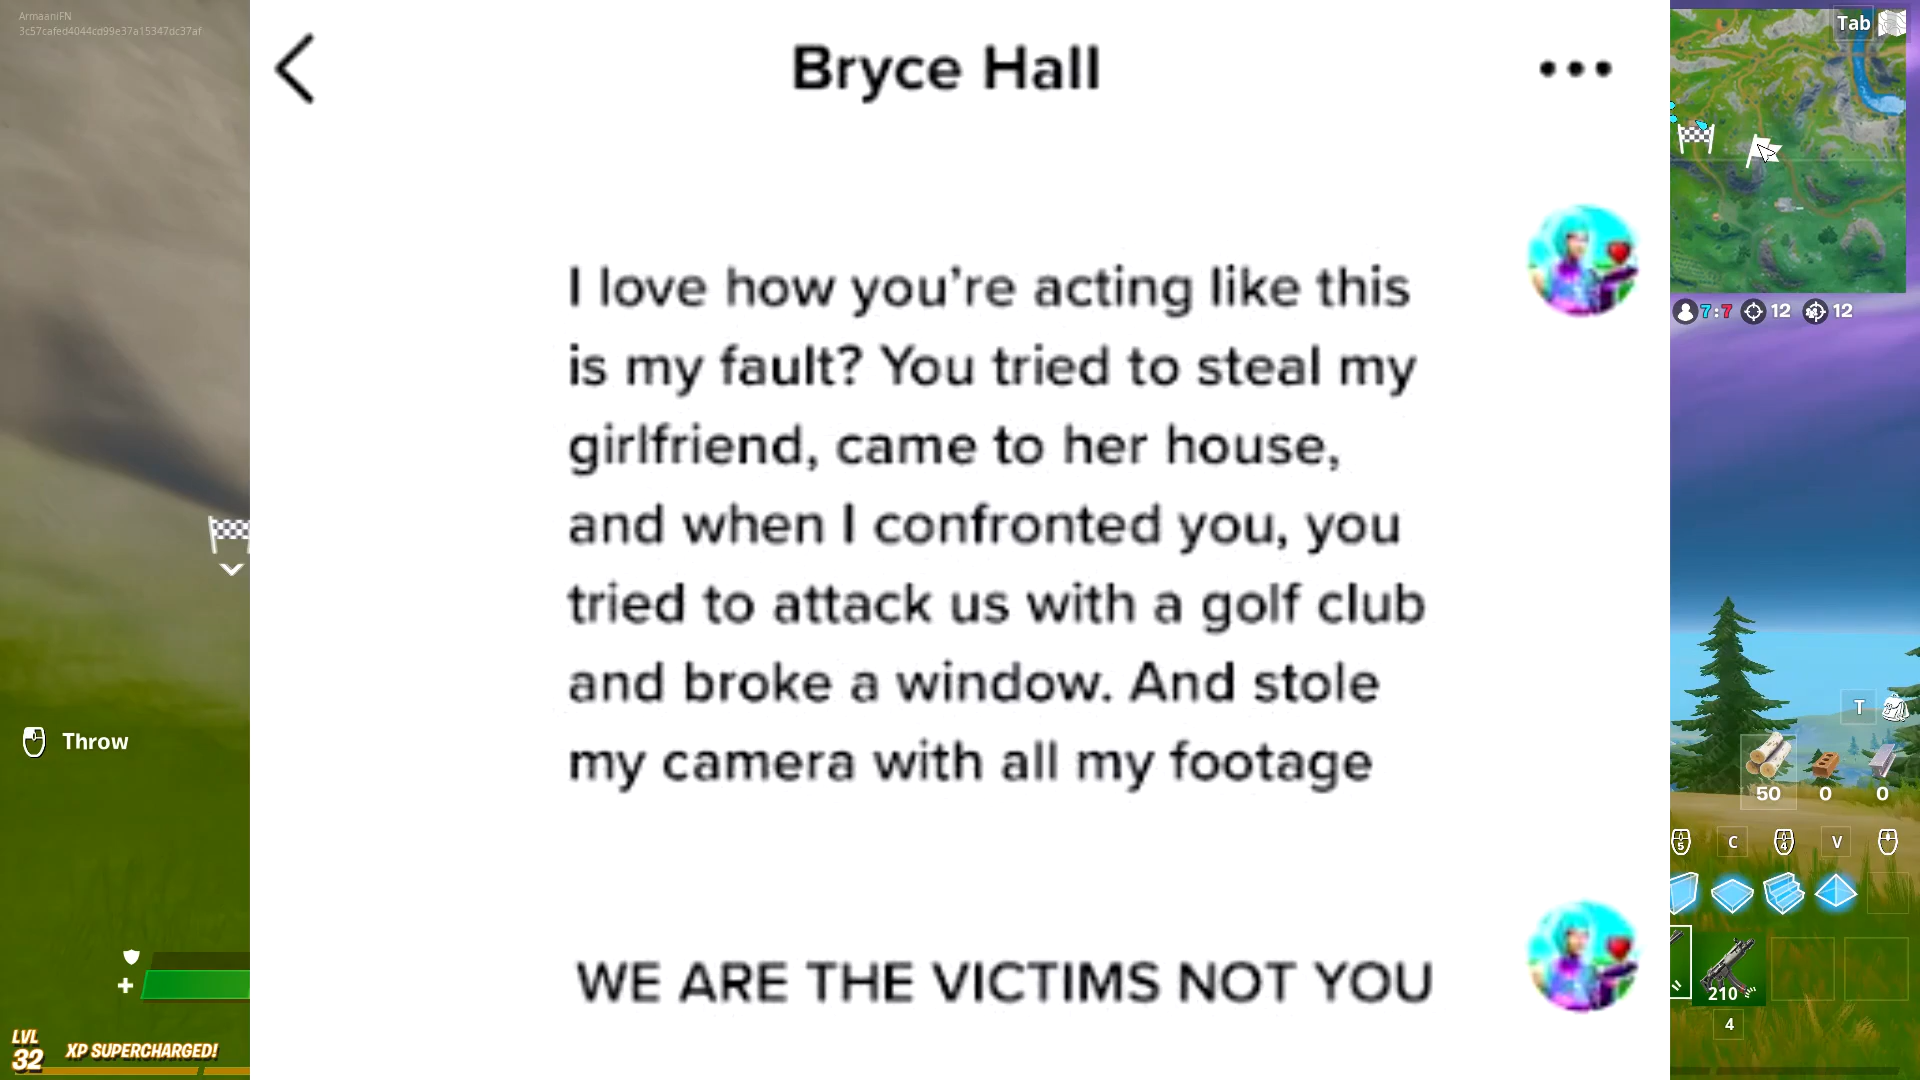 ArmaaniFN
3c57cafed4044cd99e37a15347dc37af
Bryce Hall
Tab
I love how you’re acting like this
is my fault? You tried to steal my
girlfriend, came to her house,
and when I confronted you, you
tried to attack us with a golf club
and broke a window. And stole
my camera with all my footage
WE ARE THE VICTIMS NOT YOU
7:7 12 12
Throw
T
50 0 0
5 C 4 V
210
4
LVL
32 XP SUPERCHARGED!